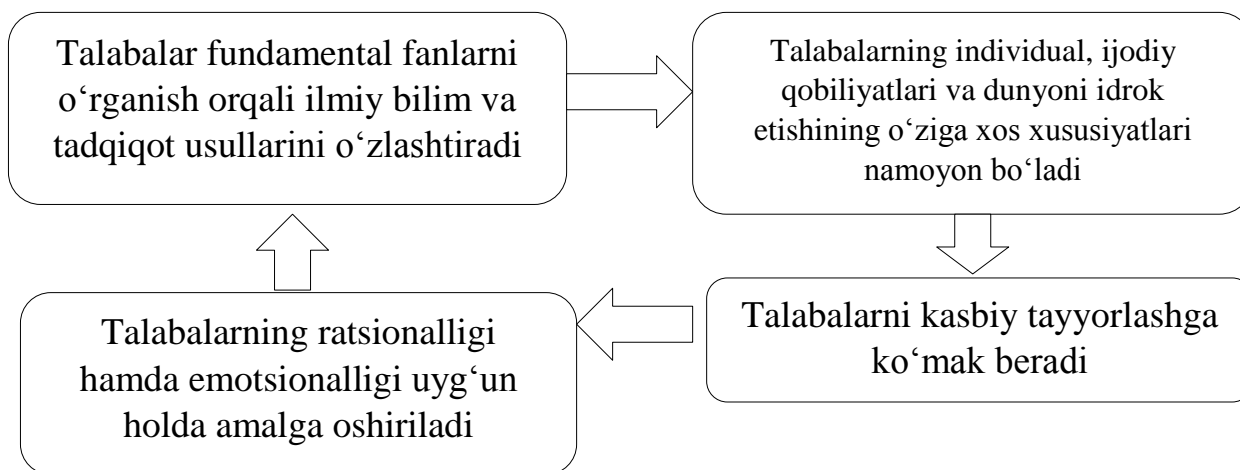 Talabalar fundamental fanlarni
o‘rganish orqali ilmiy bilim va
tadqiqot usullarini o‘zlashtiradi
Talabalarning individual, ijodiy
qobiliyatlari va dunyoni idrok
etishining o‘ziga xos xususiyatlari
namoyon bo‘ladi
Talabalarni kasbiy tayyorlashga
ko‘mak beradi
Talabalarning ratsionalligi
hamda emotsionalligi uyg‘un
holda amalga oshiriladi